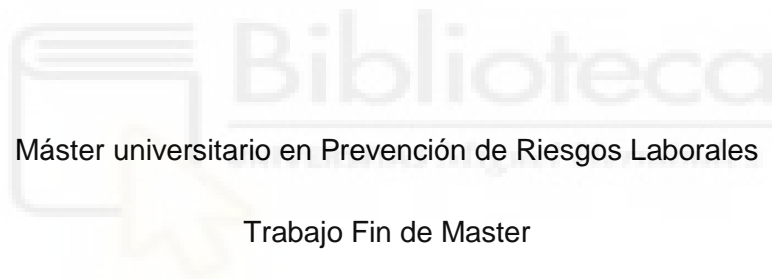 Biblioteca
Máster universitario en Prevención de Riesgos Laborales
Trabajo Fin de Master